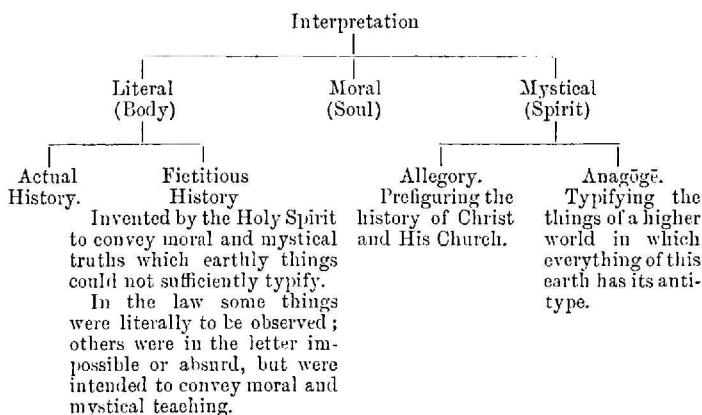 Interpretation
Literal
(Body)
Moral
(Soul)
Mystical
(Spirit)
Actual
History.
Fictitious
History
Invented by the Holy Spirit
to convey moral and mystical
truths which earthly things
could not sufficiently typify.
In the law some things
were literally to be observed;
others were in the letter im-
possible or absurd, but were
intended to convey moral and
mystical teaching.
Allegory.
Prefiguring the
history of Christ
and His Church.
Anagōgē.
Typifying the
things of a higher
world in which
everything of this
earth has its anti-
type.